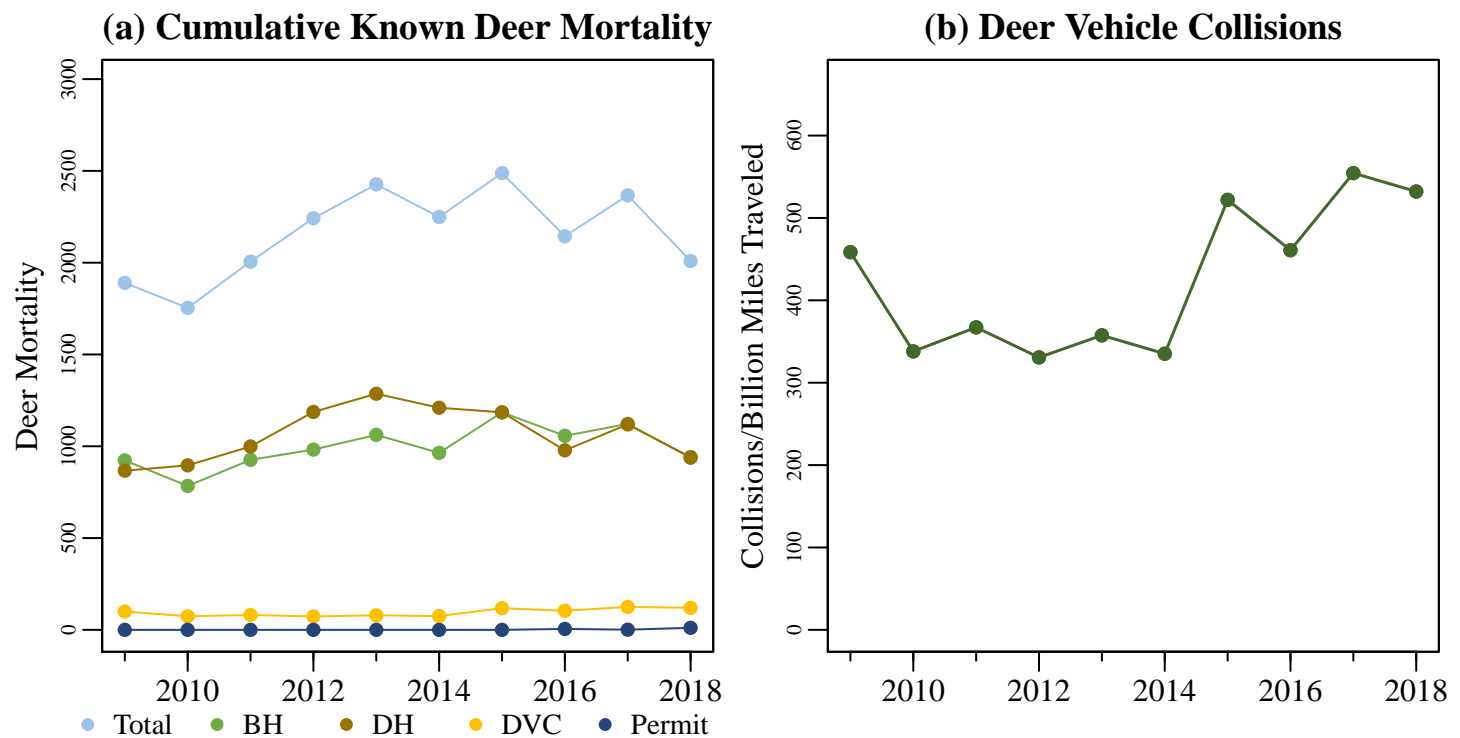 (a) Cumulative Known Deer Mortality
Deer Mortality
3000
2500
2000
1500
1000
500
0
2010 2012 2014 2016 2018
Total BH DH DVC Permit
(b) Deer Vehicle Collisions
Collisions/Billion Miles Traveled
600
500
400
300
200
100
0
2010 2012 2014 2016 2018